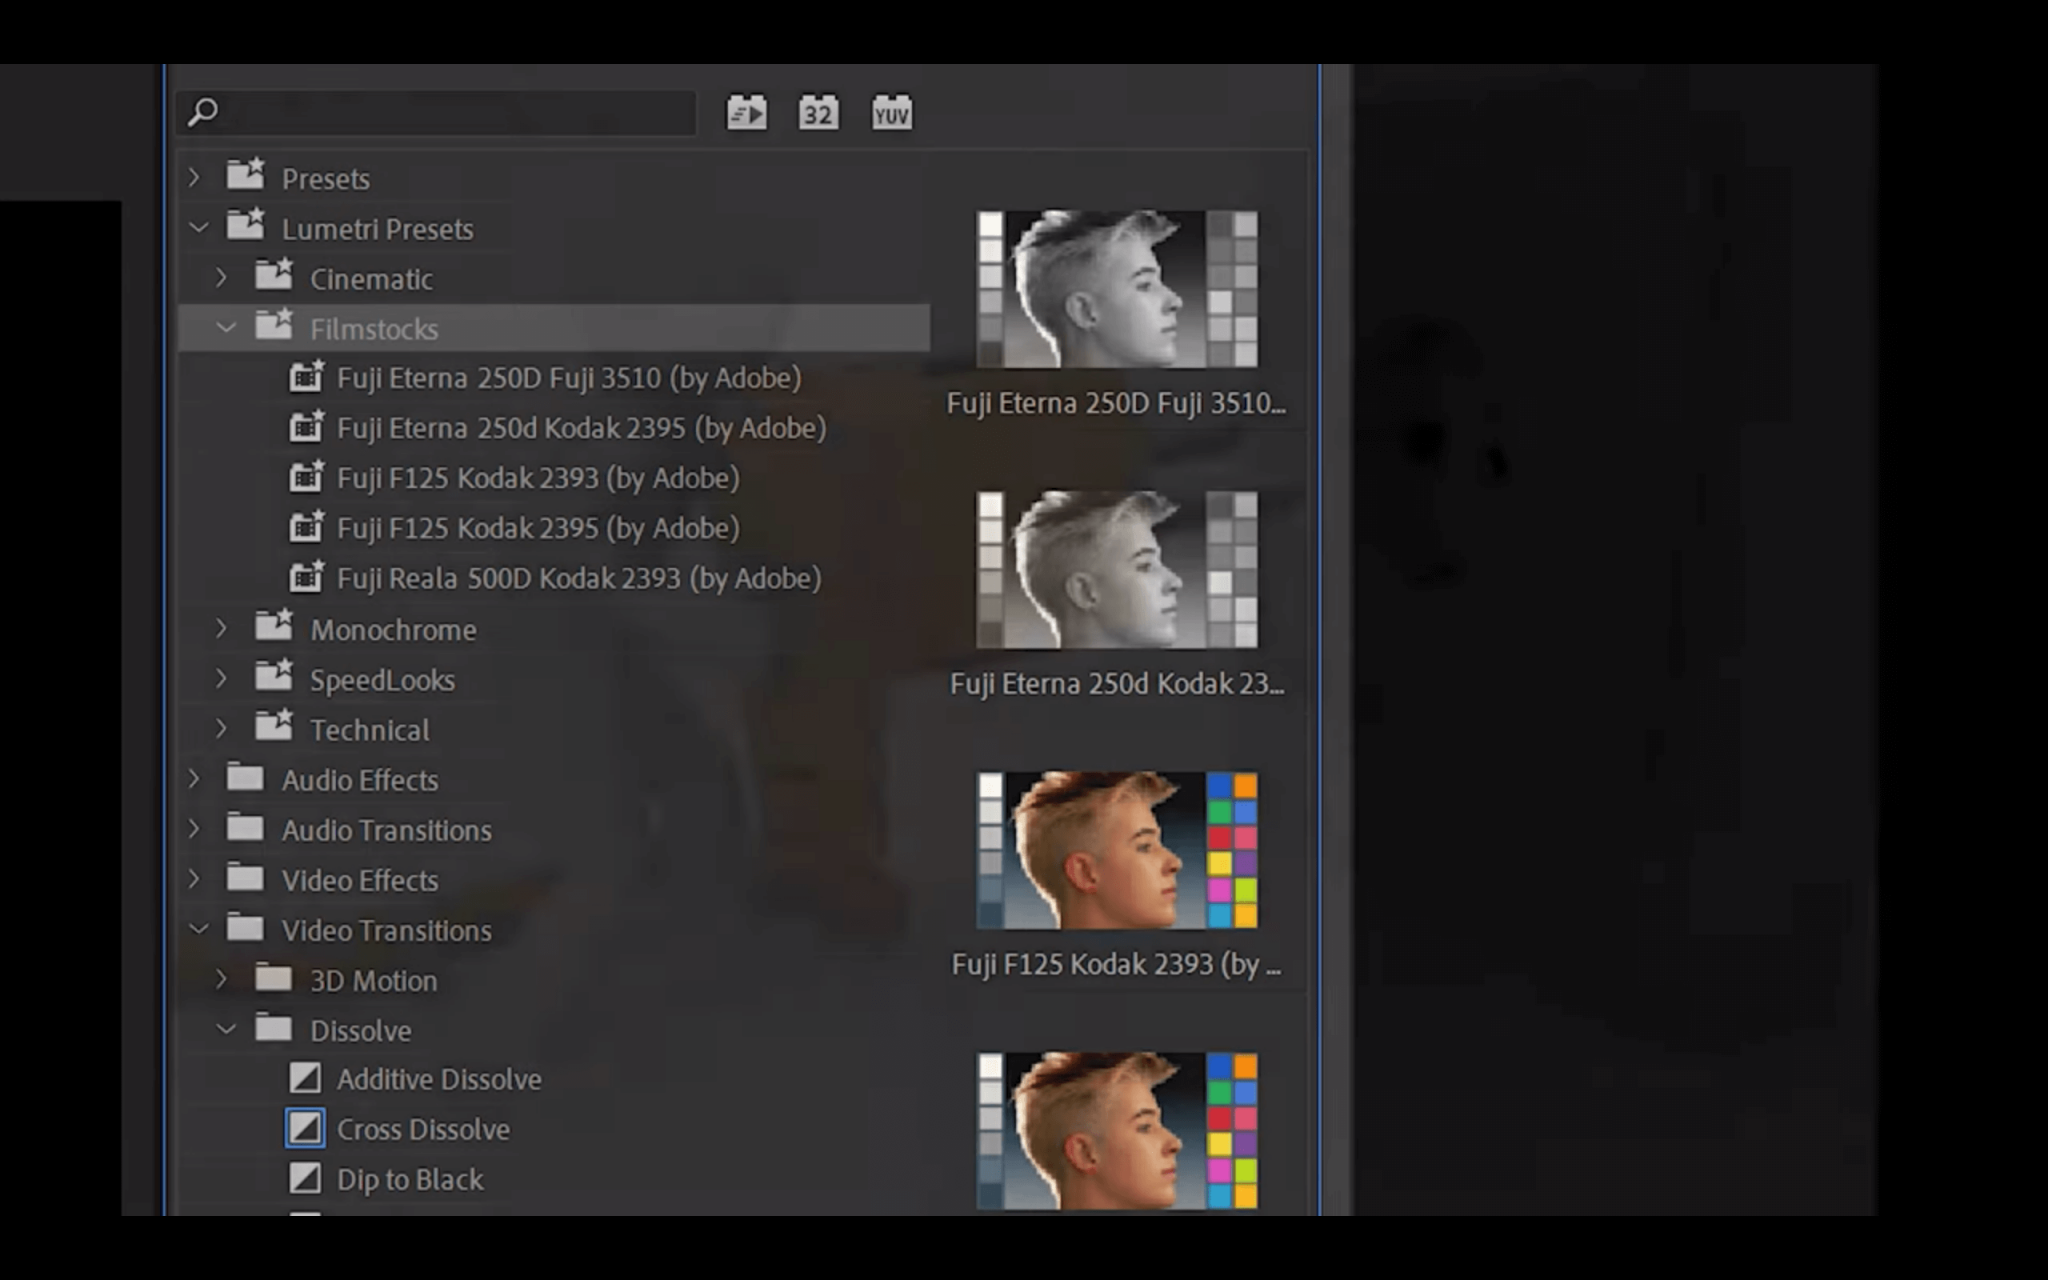 32
YUV
Presets
Lumetri Presets
Cinematic
Filmstocks
Fuji Eterna 250D Fuji 3510 (by Adobe)
Fuji Eterna 250d Kodak 2395 (by Adobe)
Fuji F125 Kodak 2393 (by Adobe)
Fuji F125 Kodak 2395 (by Adobe)
Fuji Reala 500D Kodak 2393 (by Adobe)
Monochrome
SpeedLooks
Technical
Audio Effects
Audio Transitions
Video Effects
Video Transitions
3D Motion
Dissolve
Additive Dissolve
Cross Dissolve
Dip to Black
Fuji Eterna 250D Fuji 3510...
Fuji Eterna 250d Kodak 23...
Fuji F125 Kodak 2393 (by ...